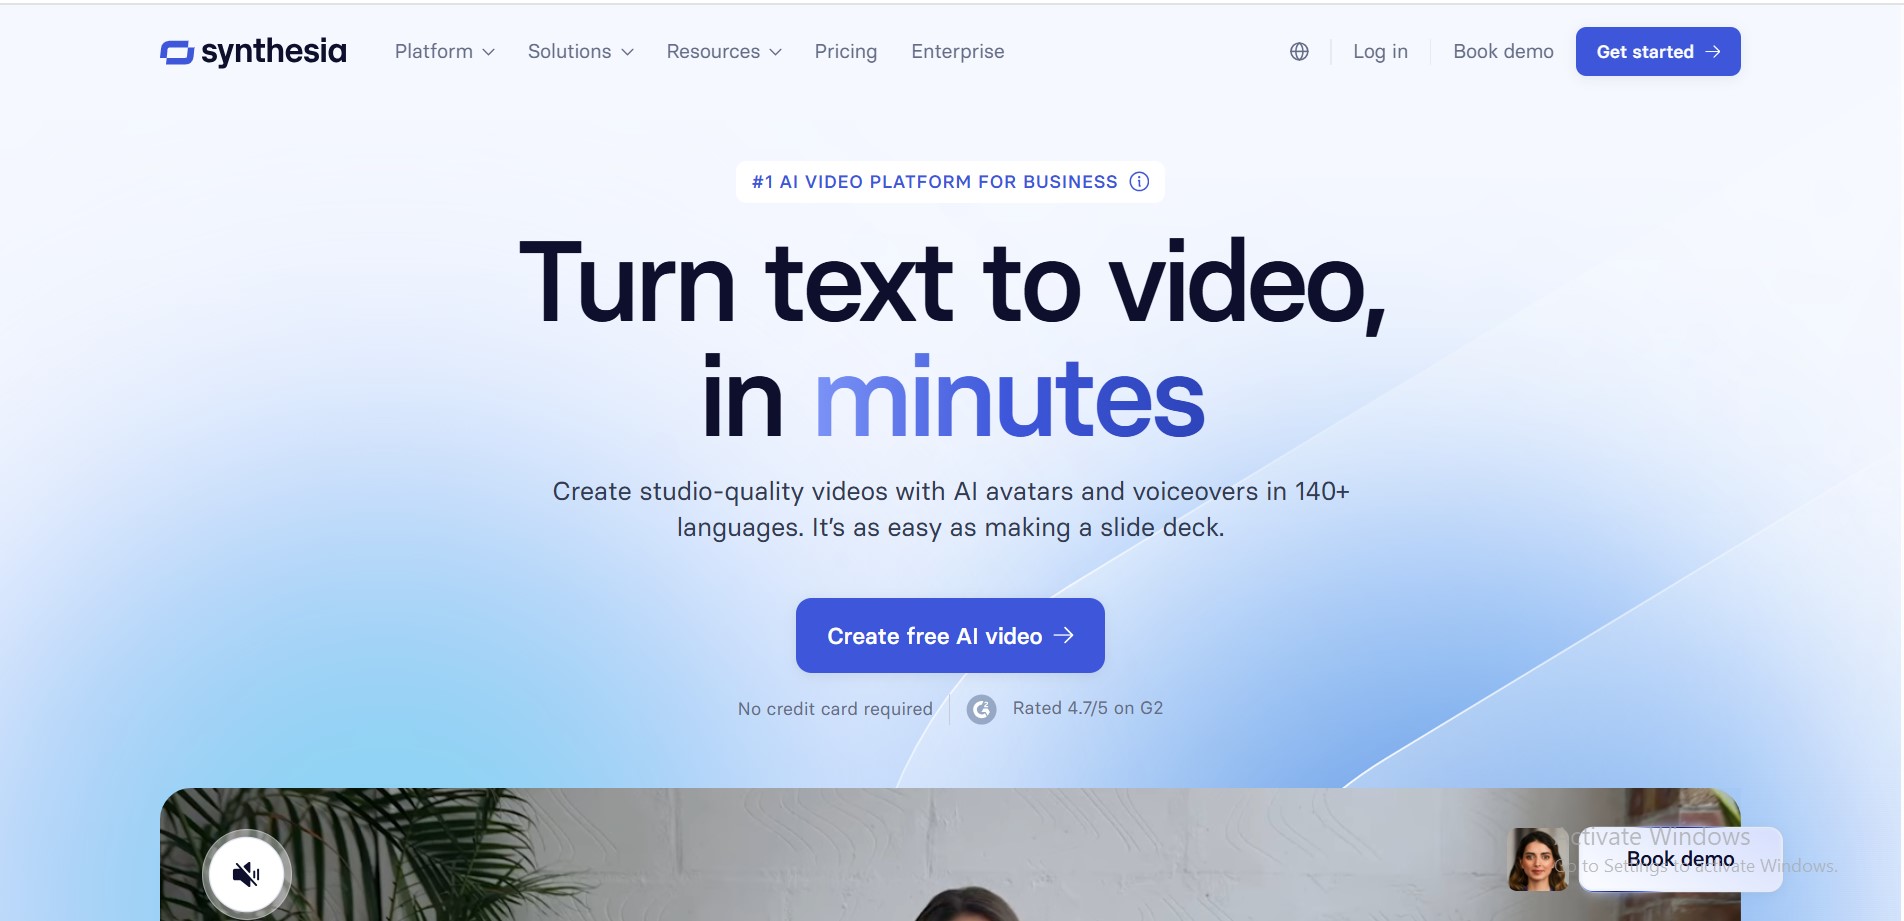 synthesia
Platform
Solutions
Resources
Pricing
Enterprise
Log in
Book demo
Get started
#1 AI VIDEO PLATFORM FOR BUSINESS
Turn text to video,
in minutes
Create studio-quality videos with AI avatars and voiceovers in 140+
languages. It's as easy as making a slide deck.
Create free AI video
No credit card required
Rated 4.7/5 on G2
Activate Windows
Go to Settings to activate Windows.
Book demo